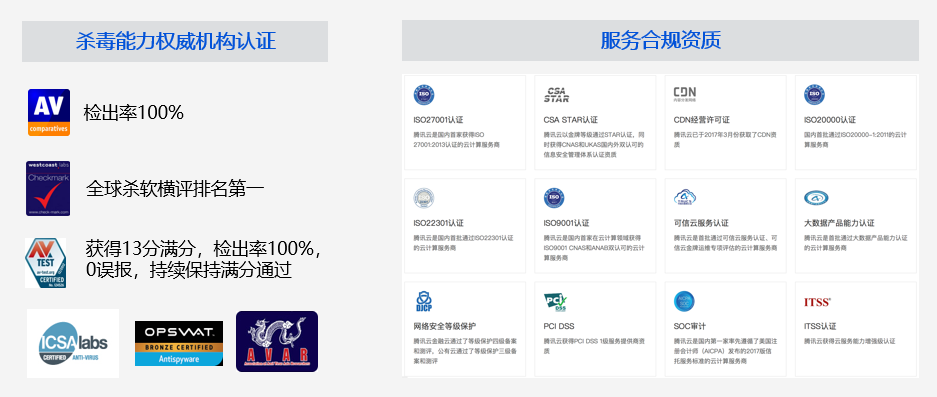 杀毒能力权威机构认证
AV
comparatives
检出率100%
westcoast labs
Checkmark
www.check-mark.com
全球杀软横评排名第一
AV
TEST
av-test.org
CERTIFIED
获得13分满分，检出率100%，
0误报，持续保持满分通过
ICSAlabs
CERTIFIED
ANTI-VIRUS
OPSWAT.
BRONZE CERTIFIED
Antispyware
AVAR
服务合规资质
ISO
ISO27001认证
腾讯云是国内首家获得ISO
27001:2013认证的云计算服务商
CSA
STAR
CSA STAR认证
腾讯云以金牌等级通过STAR认证，同
时获得CNAS和UKAS国内外双认可的
信息安全管理体系认证资质
CDN
内容分发网络
CDN经营许可证
腾讯云已于2017年3月份获取了CDN资
质
ISO
ISO20000认证
国内首批通过ISO20000-1:2011的云计
算服务商
ISO22301认证
腾讯云是国内首批通过ISO22301认证
的云计算服务商
ISO
ISO9001认证
腾讯云是国内首家在云计算领域获得
ISO9001 CNAS和ANAB双认可的云计
算服务商
可信云服务认证
腾讯云是首批通过可信云服务认证、可
信云金牌运维专项评估的云计算服务商
大数据产品能力认证
腾讯云是首批通过大数据产品能力认证
的云计算服务商
DJCP
网络安全等级保护
腾讯云金融云通过了等级保护四级备案
和测评，公有云通过了等级保护三级备
案和测评
PCI
DSS
PCI DSS
腾讯云获得PCI DSS 1级服务提供商资
质
SOC审计
腾讯云是国内第一家率先遵循了美国注
册会计师（AICPA）发布的2017版信
托服务标准的云计算服务商
ITSS
ITSS认证
腾讯云获得云服务能力增强级认证